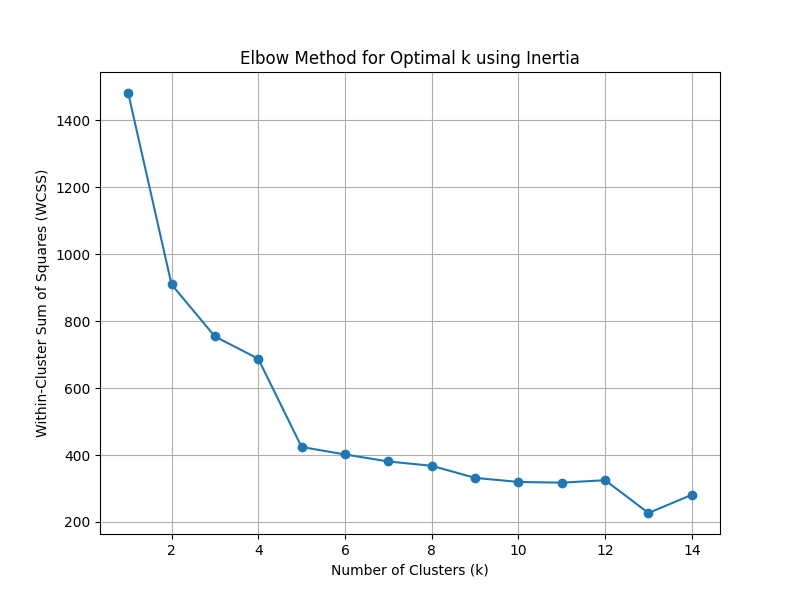 Elbow Method for Optimal k using Inertia
Within-Cluster Sum of Squares (WCSS)
1400
1200
1000
800
600
400
200
2 4 6 8 10 12 14
Number of Clusters (k)